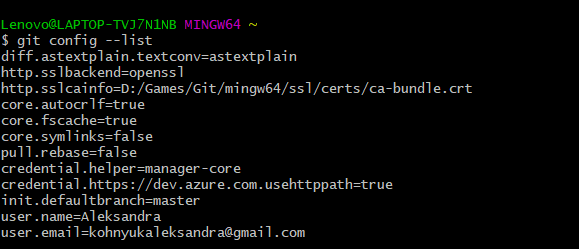 Lenovo@LAPTOP-TVJ7N1NB MINGW64 ~
$ git config --list
diff.astextplain.textconv=astextplain
http.sslbackend=openssl
http.sslcainfo=D:/Games/Git/mingw64/ssl/certs/ca-bundle.crt
core.autocrlf=true
core.fscache=true
core.symlinks=false
pull.rebase=false
credential.helper=manager-core
credential.https://dev.azure.com.usehttppath=true
init.defaultbranch=master
user.name=Aleksandra
user.email=kohnyukaleksandra@gmail.com